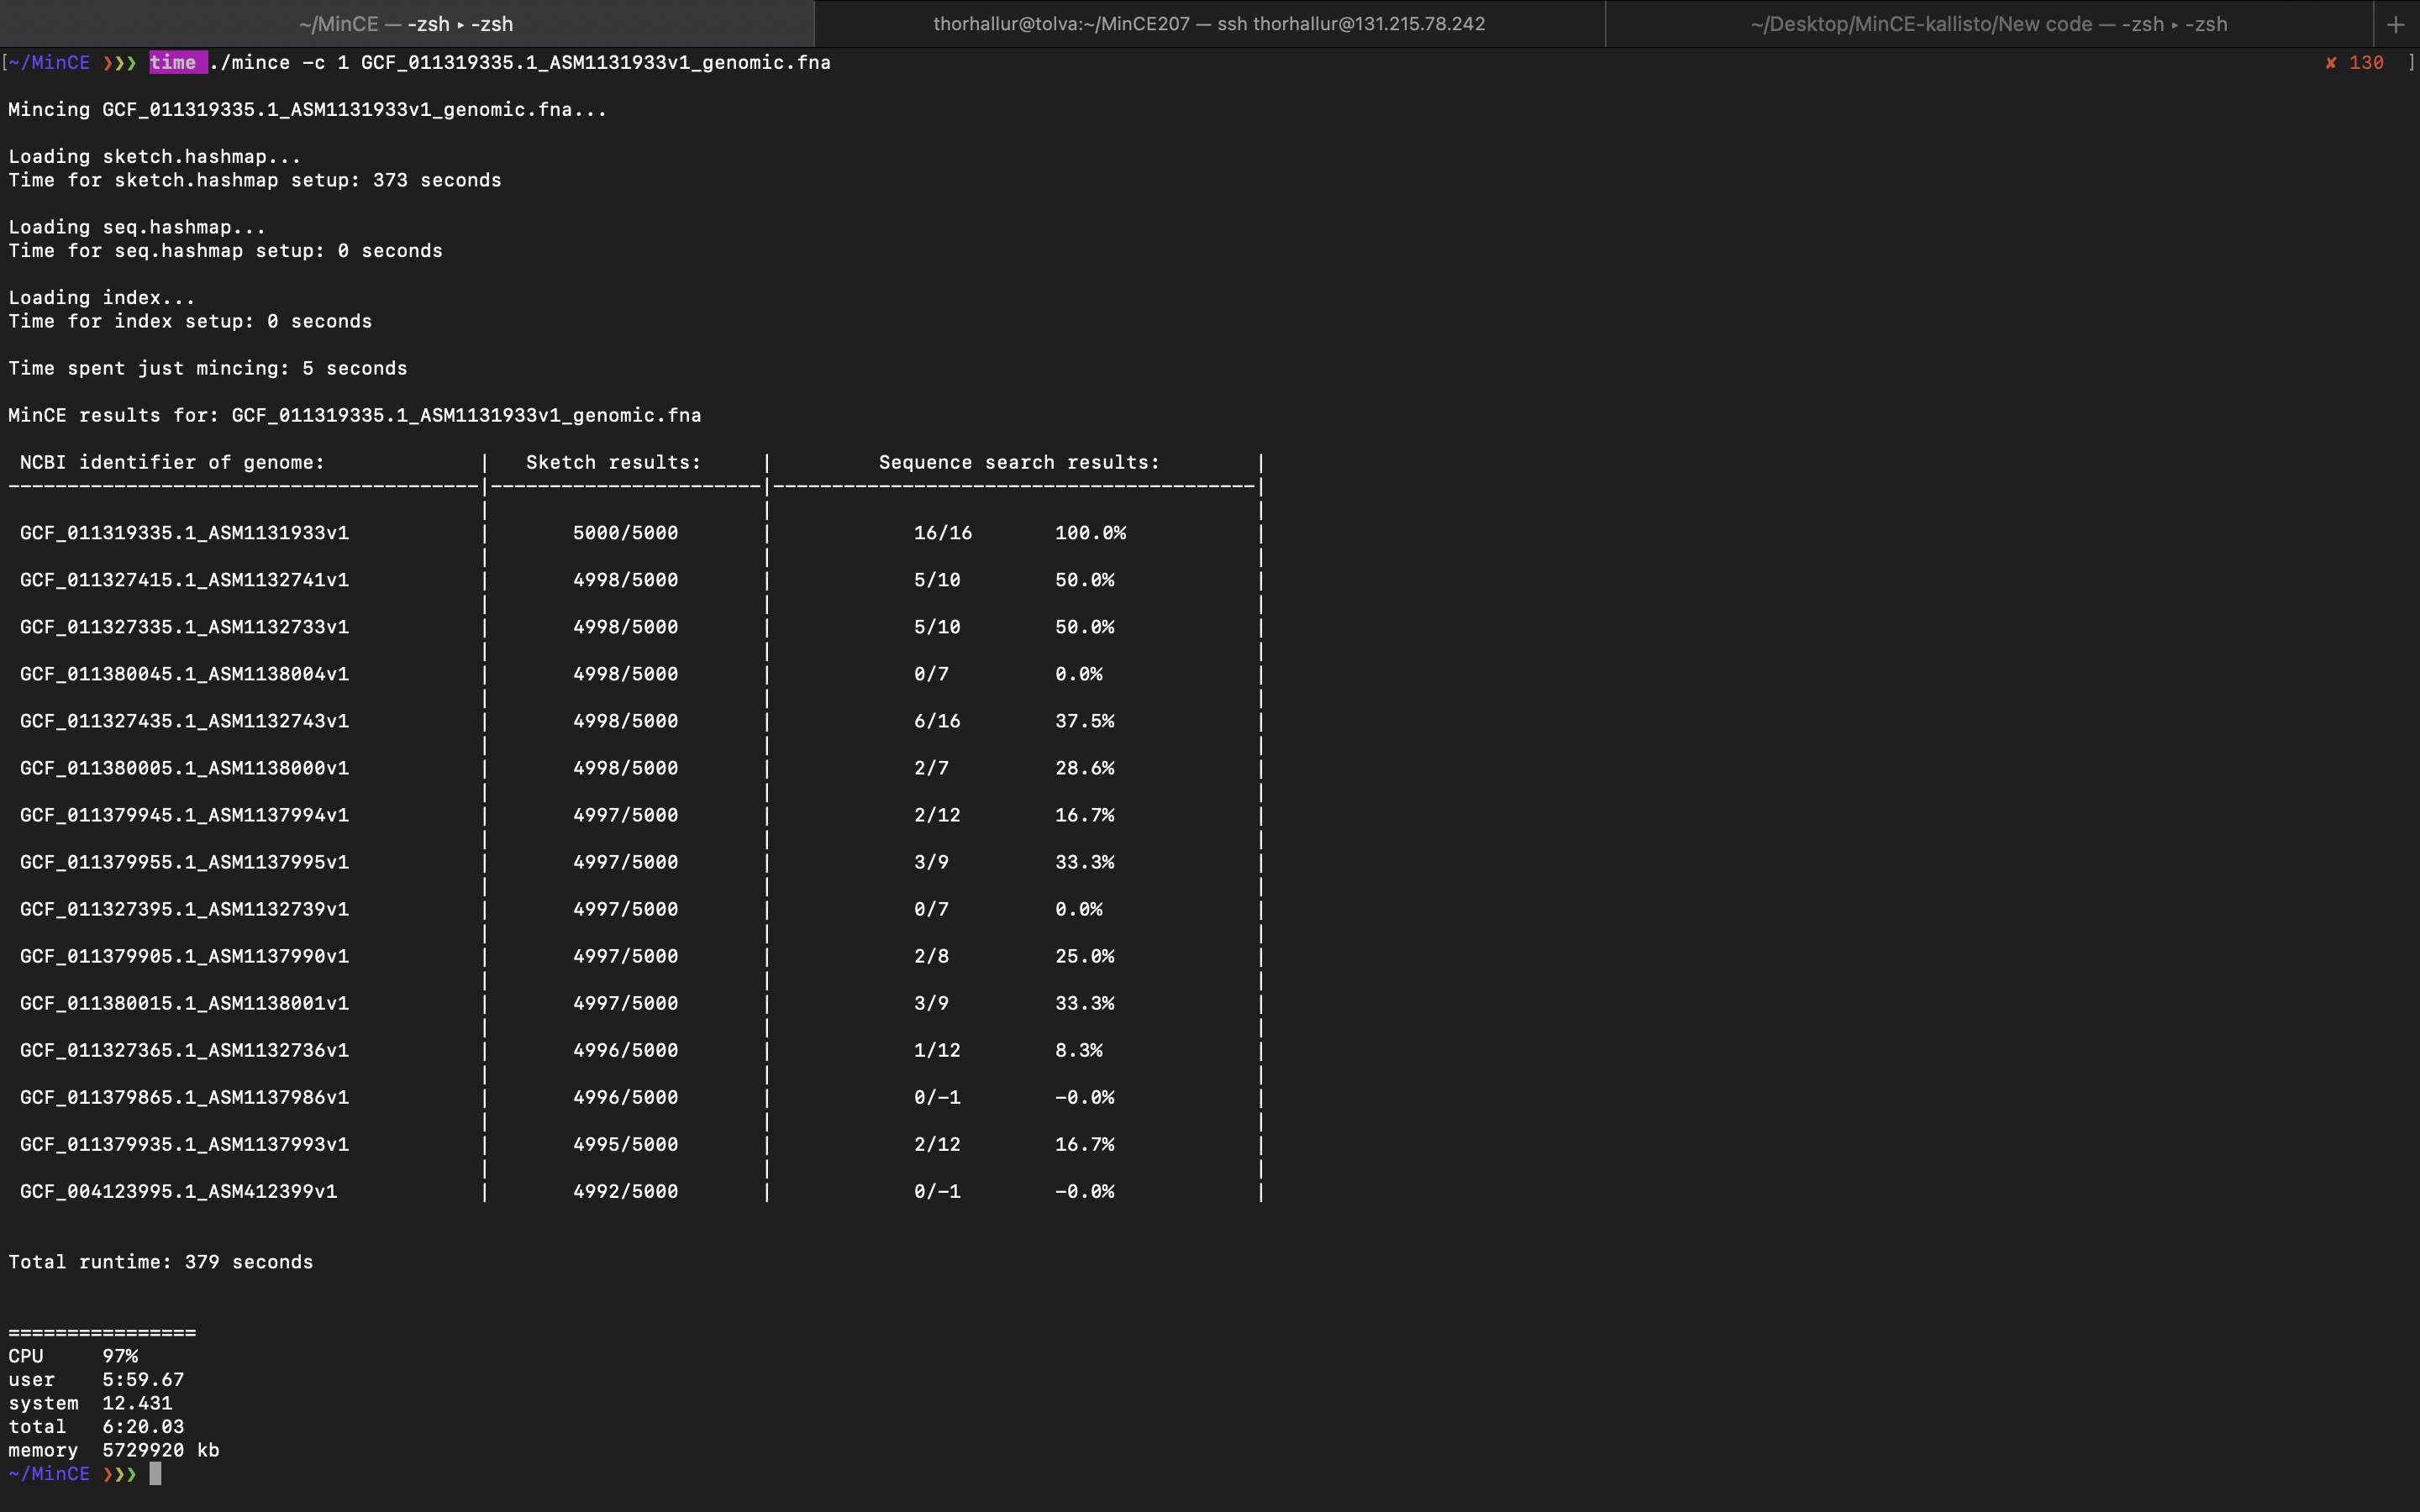 ~/MinCE — -zsh ▸ -zsh
thorhallur@tolva:~/MinCE207 — ssh thorhallur@131.215.78.242
~/Desktop/MinCE-kallisto/New code — -zsh ▸ -zsh
+
[~/MinCE ❯❯❯ time ./mince -c 1 GCF_011319335.1_ASM1131933v1_genomic.fna ✘ 130 ]
Mincing GCF_011319335.1_ASM1131933v1_genomic.fna...
Loading sketch.hashmap...
Time for sketch.hashmap setup: 373 seconds
Loading seq.hashmap...
Time for seq.hashmap setup: 0 seconds
Loading index...
Time for index setup: 0 seconds
Time spent just mincing: 5 seconds
MinCE results for: GCF_011319335.1_ASM1131933v1_genomic.fna
NCBI identifier of genome: | Sketch results: | Sequence search results: |
GCF_011319335.1_ASM1131933v1 | 5000/5000 | 16/16 100.0% |
GCF_011327415.1_ASM1132741v1 | 4998/5000 | 5/10 50.0% |
GCF_011327335.1_ASM1132733v1 | 4998/5000 | 5/10 50.0% |
GCF_011380045.1_ASM1138004v1 | 4998/5000 | 0/7 0.0% |
GCF_011327435.1_ASM1132743v1 | 4998/5000 | 6/16 37.5% |
GCF_011380005.1_ASM1138000v1 | 4998/5000 | 2/7 28.6% |
GCF_011379945.1_ASM1137994v1 | 4997/5000 | 2/12 16.7% |
GCF_011379955.1_ASM1137995v1 | 4997/5000 | 3/9 33.3% |
GCF_011327395.1_ASM1132739v1 | 4997/5000 | 0/7 0.0% |
GCF_011379905.1_ASM1137990v1 | 4997/5000 | 2/8 25.0% |
GCF_011380015.1_ASM1138001v1 | 4997/5000 | 3/9 33.3% |
GCF_011327365.1_ASM1132736v1 | 4996/5000 | 1/12 8.3% |
GCF_011379865.1_ASM1137986v1 | 4996/5000 | 0/-1 -0.0% |
GCF_011379935.1_ASM1137993v1 | 4995/5000 | 2/12 16.7% |
GCF_004123995.1_ASM412399v1 | 4992/5000 | 0/-1 -0.0% |
Total runtime: 379 seconds
================
CPU 97%
user 5:59.67
system 12.431
total 6:20.03
memory 5729920 kb
~/MinCE ❯❯❯